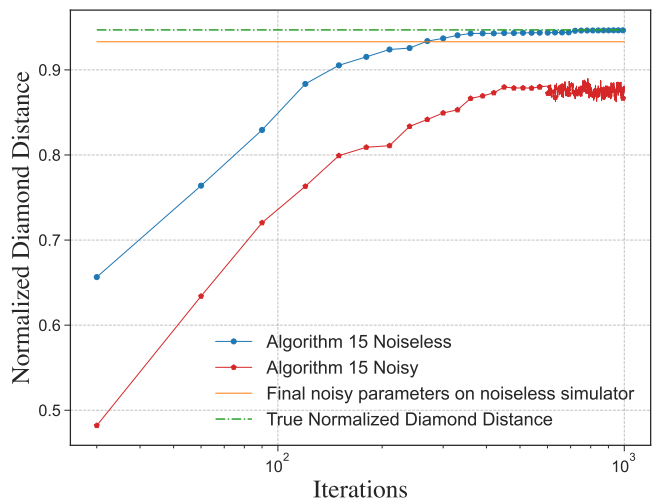 Normalized Diamond Distance
0.9
0.8
0.7
0.6
0.5
Algorithm 15 Noiseless
Algorithm 15 Noisy
Final noisy parameters on noiseless simulator
True Normalized Diamond Distance
10²
10³
Iterations